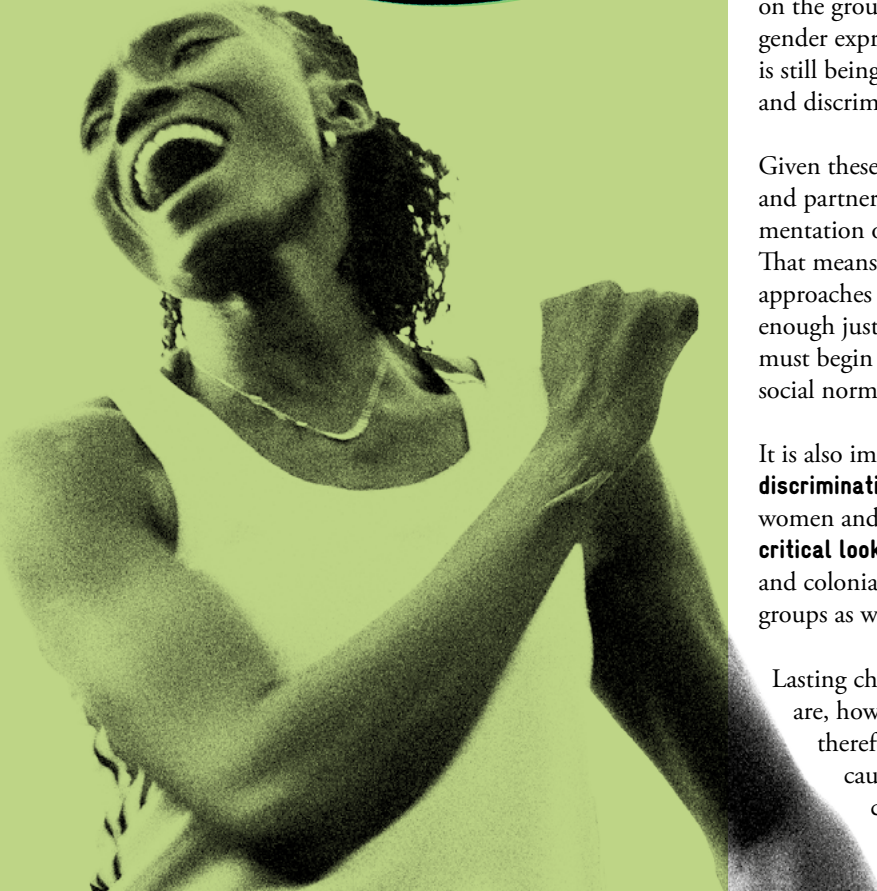 on the grou
gender expr
is still being
and discrim
Given these
and partner
mentation o
That means
approaches
enough just
must begin
social norm
It is also im
discriminati
women and
critical look
and colonia
groups as w
Lasting ch
are, how
theref
cau
c